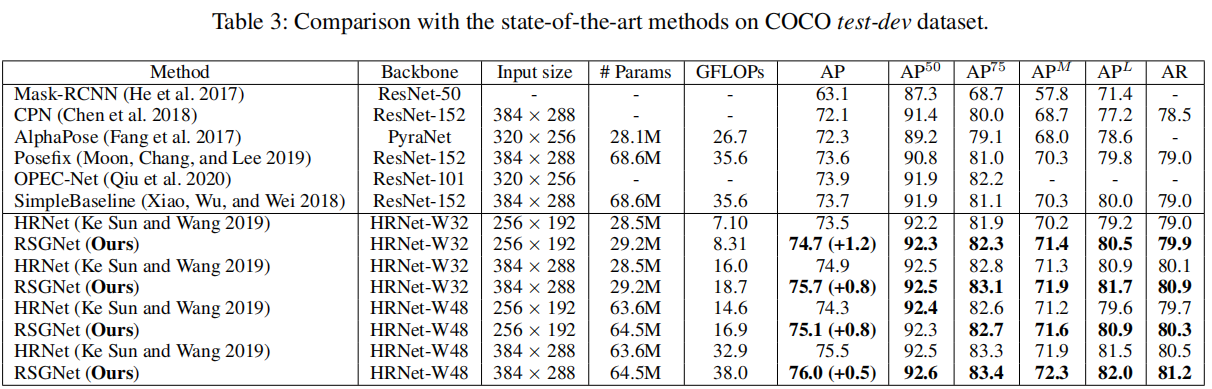 Table 3: Comparison with the state-of-the-art methods on COCO test-dev dataset.
Method Backbone Input size # Params GFLOPs AP AP^50 AP^75 AP^M AP^L AR
Mask-RCNN (He et al. 2017) ResNet-50 - - - 63.1 87.3 68.7 57.8 71.4 -
CPN (Chen et al. 2018) ResNet-152 384 × 288 - - 72.1 91.4 80.0 68.7 77.2 78.5
AlphaPose (Fang et al. 2017) PyraNet 320 × 256 28.1M 26.7 72.3 89.2 79.1 68.0 78.6 -
Posefix (Moon, Chang, and Lee 2019) ResNet-152 384 × 288 68.6M 35.6 73.6 90.8 81.0 70.3 79.8 79.0
OPEC-Net (Qiu et al. 2020) ResNet-101 320 × 256 - - 73.9 91.9 82.2 - - -
SimpleBaseline (Xiao, Wu, and Wei 2018) ResNet-152 384 × 288 68.6M 35.6 73.7 91.9 81.1 70.3 80.0 79.0
HRNet (Ke Sun and Wang 2019) HRNet-W32 256 × 192 28.5M 7.10 73.5 92.2 81.9 70.2 79.2 79.0
RSGNet (Ours) HRNet-W32 256 × 192 29.2M 8.31 74.7 (+1.2) 92.3 82.3 71.4 80.5 79.9
HRNet (Ke Sun and Wang 2019) HRNet-W32 384 × 288 28.5M 16.0 74.9 92.5 82.8 71.3 80.9 80.1
RSGNet (Ours) HRNet-W32 384 × 288 29.2M 18.7 75.7 (+0.8) 92.5 83.1 71.9 81.7 80.9
HRNet (Ke Sun and Wang 2019) HRNet-W48 256 × 192 63.6M 14.6 74.3 92.4 82.6 71.2 79.6 79.7
RSGNet (Ours) HRNet-W48 256 × 192 64.5M 16.9 75.1 (+0.8) 92.3 82.7 71.6 80.9 80.3
HRNet (Ke Sun and Wang 2019) HRNet-W48 384 × 288 63.6M 32.9 75.5 92.5 83.3 71.9 81.5 80.5
RSGNet (Ours) HRNet-W48 384 × 288 64.5M 38.0 76.0 (+0.5) 92.6 83.4 72.3 82.0 81.2